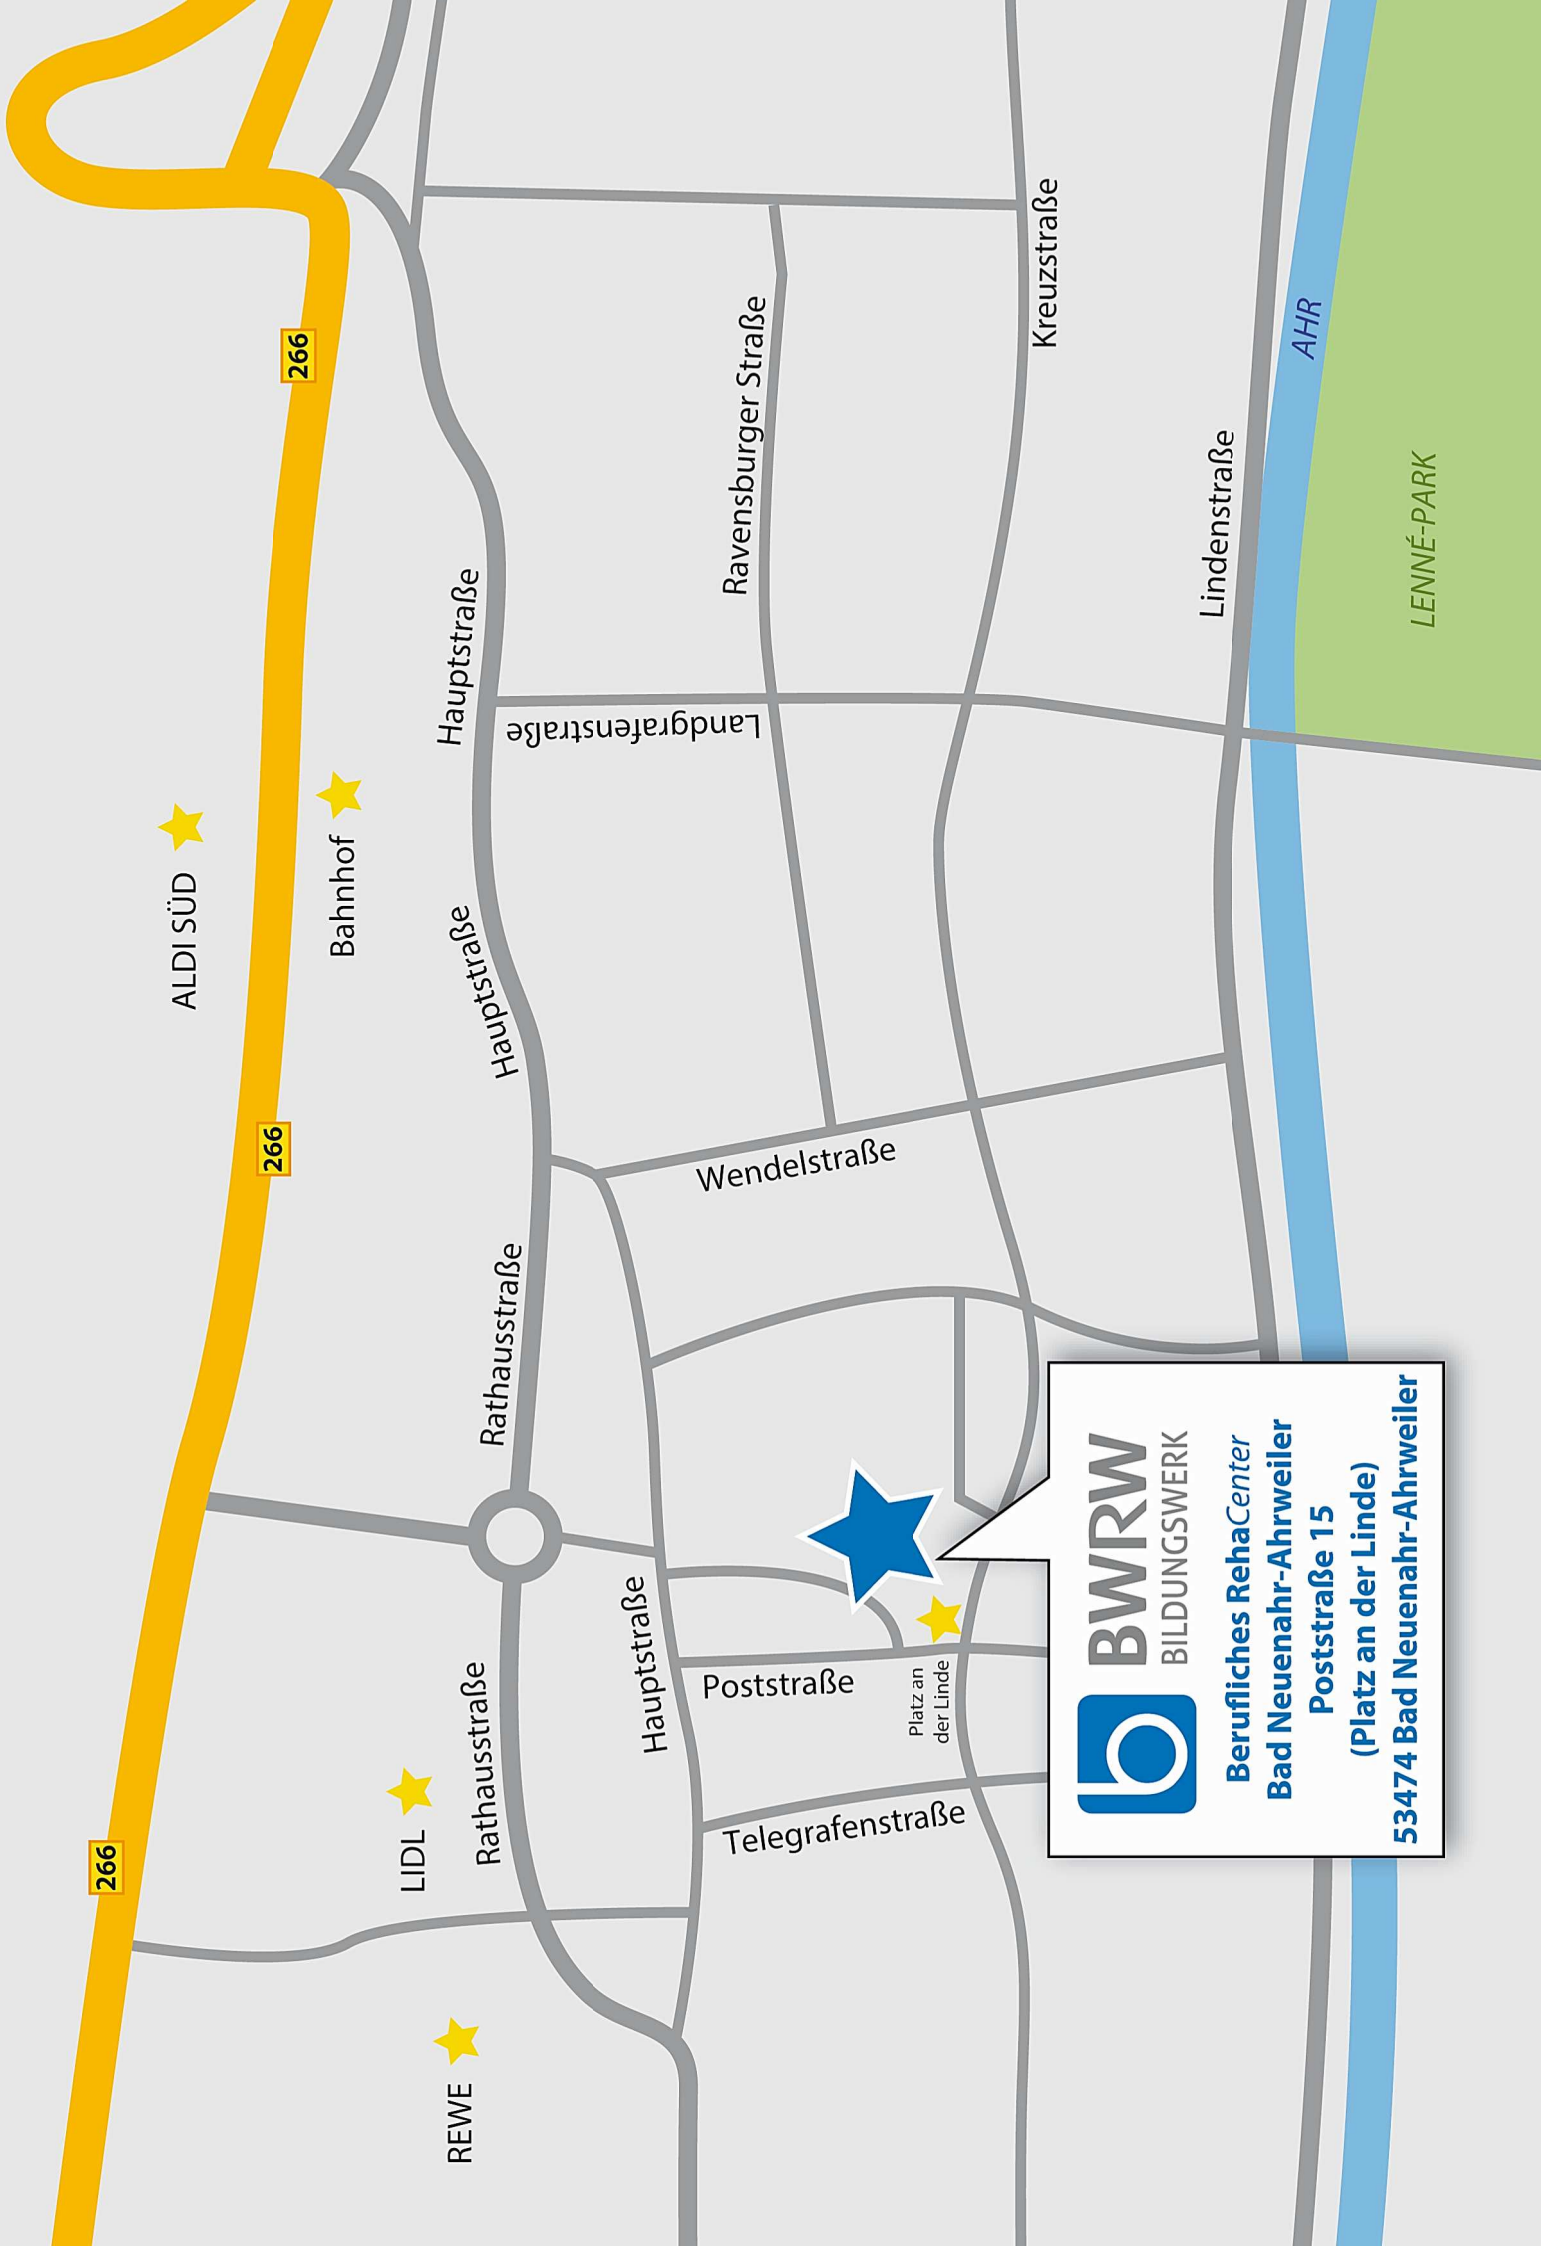 REWE
LIDL
266
ALDI SÜD
266
Bahnhof
266
Rathausstraße
Rathausstraße
Hauptstraße
Hauptstraße
Hauptstraße
Landgrafenstraße
Ravensburger Straße
Kreuzstraße
Wendelstraße
Poststraße
Telegrafenstraße
Platz an
der Linde
Lindenstraße
AHR
LENNÉ-PARK
b BWRW
BILDUNGSWERK
Berufliches RehaCenter
Bad Neuenahr-Ahrweiler
Poststraße 15
(Platz an der Linde)
53474 Bad Neuenahr-Ahrweiler